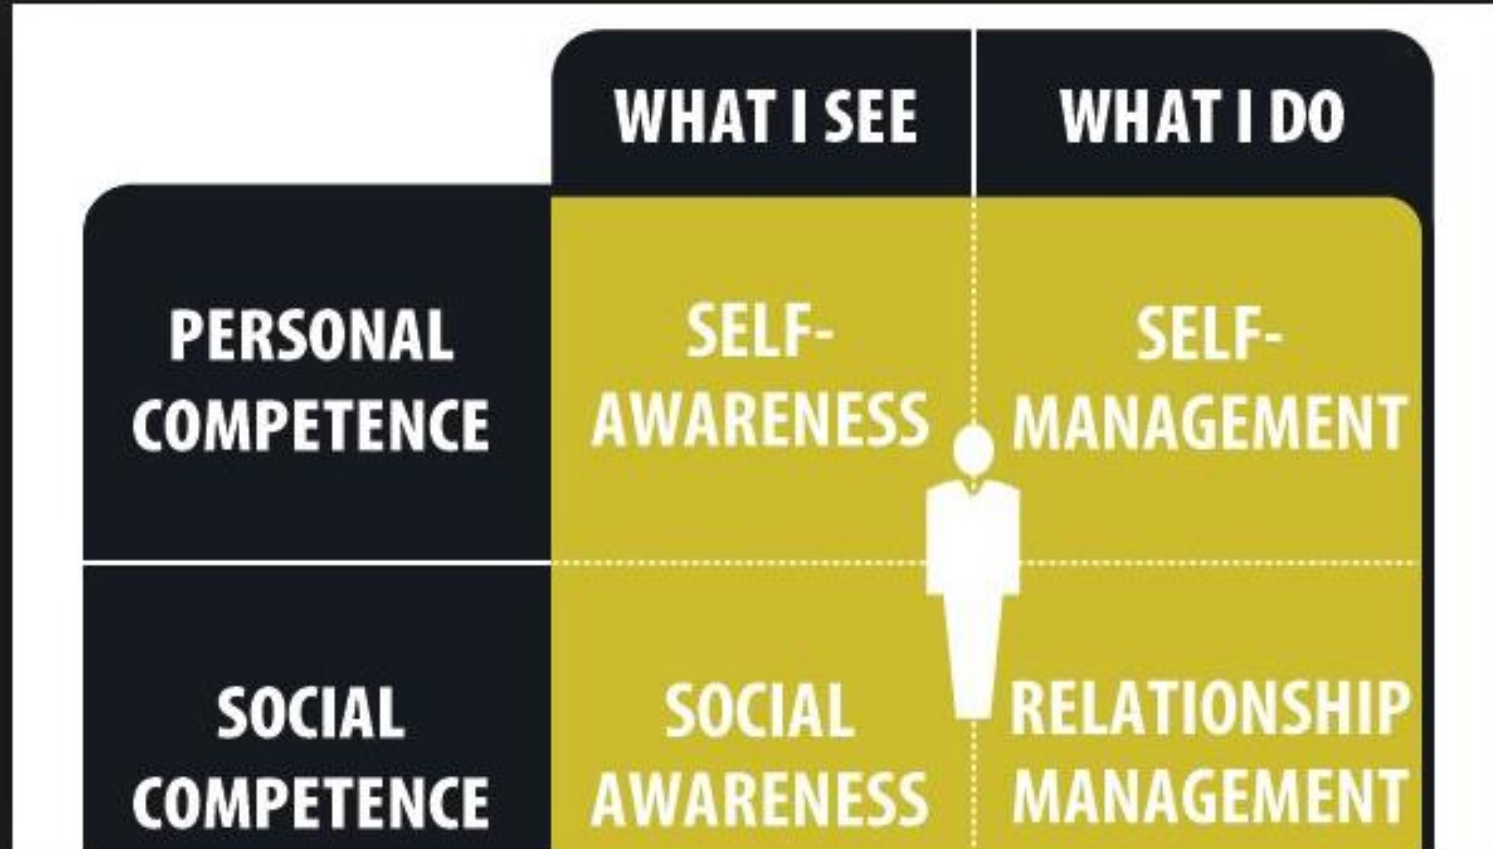 WHAT I SEE
WHAT I DO
PERSONAL
COMPETENCE
SELF-
AWARENESS
SELF-
MANAGEMENT
SOCIAL
COMPETENCE
SOCIAL
AWARENESS
RELATIONSHIP
MANAGEMENT